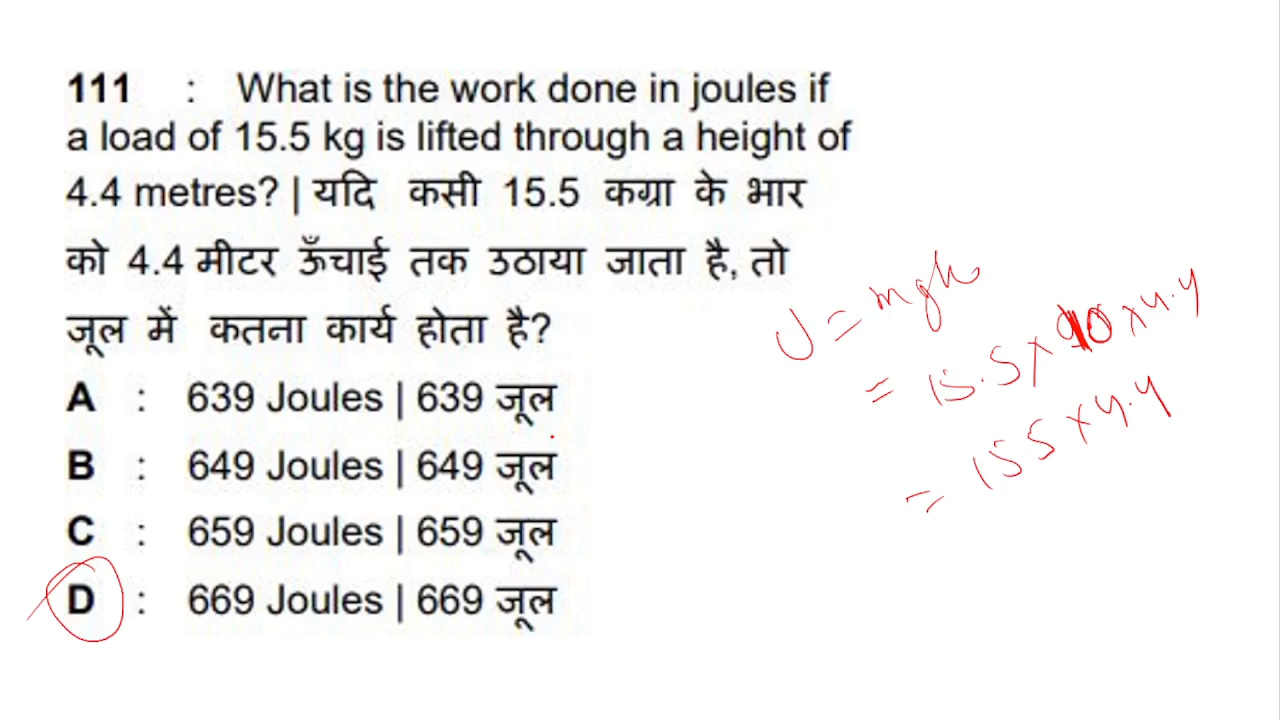 111 : What is the work done in joules if
a load of 15.5 kg is lifted through a height of
4.4 metres? | यदि कसी 15.5 कग्रा के भार
को 4.4 मीटर ऊँचाई तक उठाया जाता है, तो
जूल में कतना कार्य होता है?
A : 639 Joules | 639 जूल
B : 649 Joules | 649 जूल
C : 659 Joules | 659 जूल
D : 669 Joules | 669 जूल
U = mgh
= 15.5 x 10 x 4.4
= 155 x 4.4